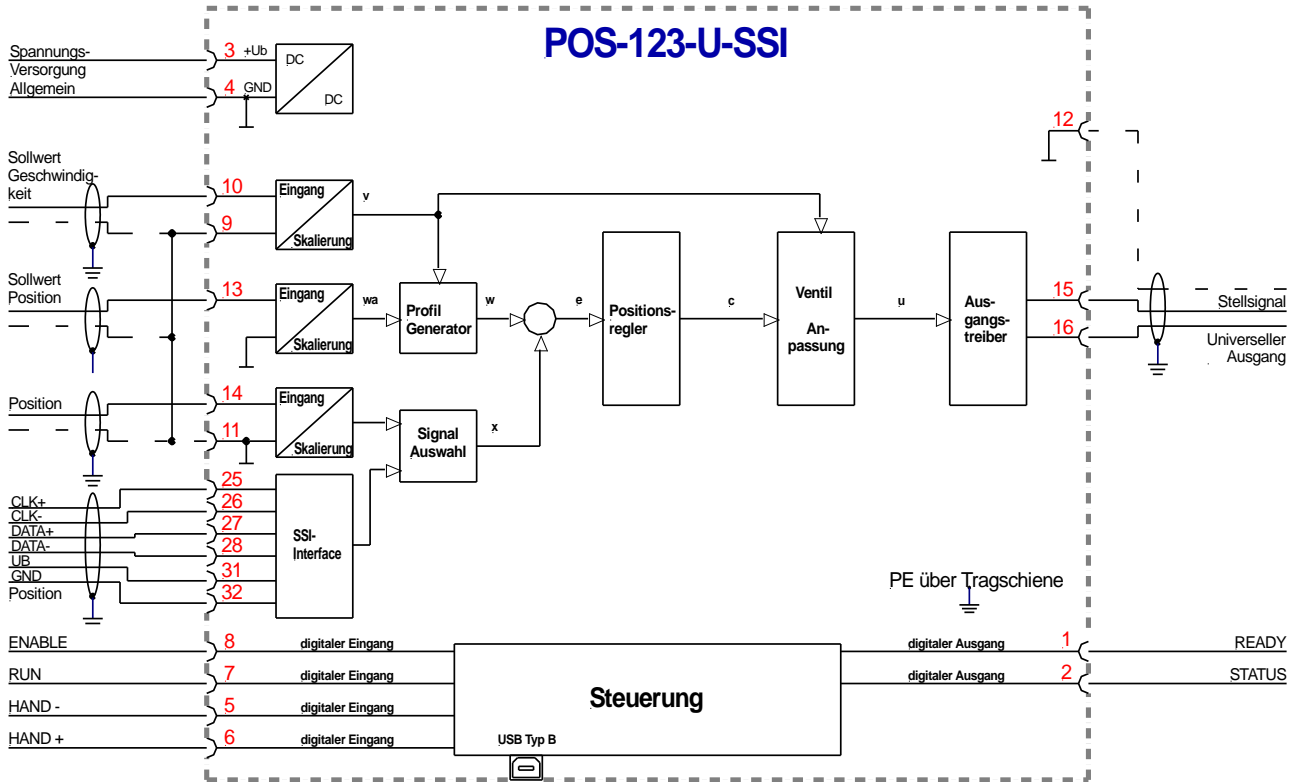 POS-123-U-SSI
Spannungs-
Versorgung
Allgemein
3 +Ub
4 GND
DC
DC
12
Sollwert
Geschwindig-
keit
10
9
Eingang
Skalierung
v
Sollwert
Position
13
Eingang
Skalierung
wa
Profil
Generator
w
e
Positions-
regler
c
Ventil
An-
passung
u
Aus-
gangs-
treiber
15
16
Stellsignal
Universeller
Ausgang
Position
14
11
Eingang
Skalierung
Signal
Auswahl
x
CLK+
CLK-
DATA+
DATA-
UB
GND
Position
25
26
27
28
31
32
SSI-
Interface
PE über Tragschiene
ENABLE 8 digitaler Eingang
RUN 7 digitaler Eingang
HAND - 5 digitaler Eingang
HAND + 6 digitaler Eingang
Steuerung
USB Typ B
digitaler Ausgang 1 READY
digitaler Ausgang 2 STATUS